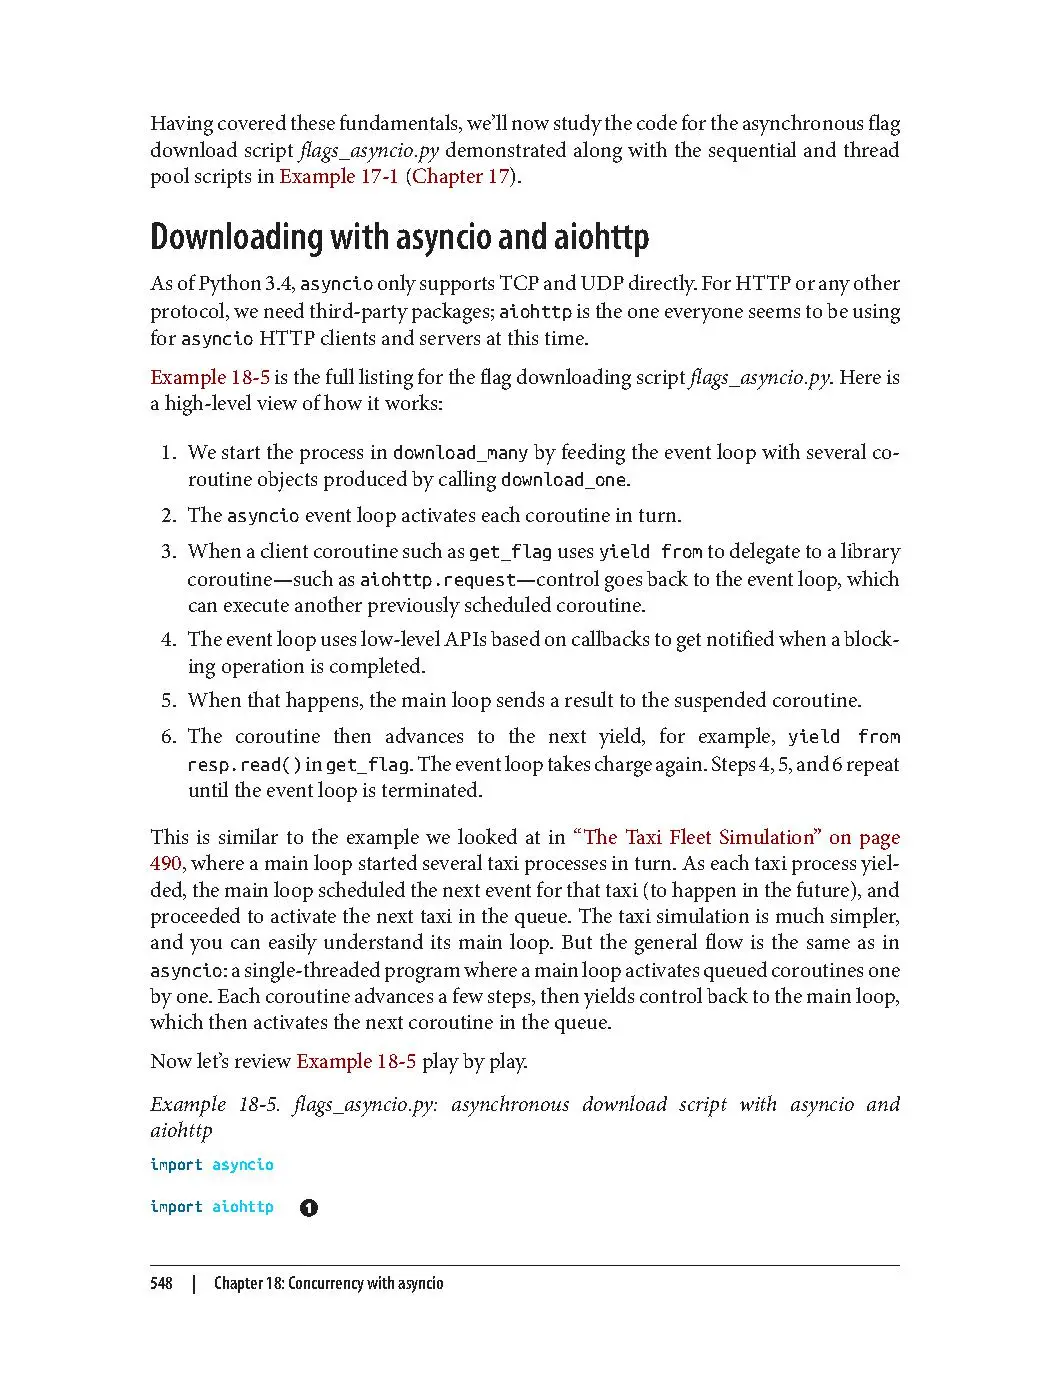 Having covered these fundamentals, we’ll now study the code for the asynchronous flag
download script flags_asyncio.py demonstrated along with the sequential and thread
pool scripts in Example 17-1 (Chapter 17).
Downloading with asyncio and aiohttp
As of Python 3.4, asyncio only supports TCP and UDP directly. For HTTP or any other
protocol, we need third-party packages; aiohttp is the one everyone seems to be using
for asyncio HTTP clients and servers at this time.
Example 18-5 is the full listing for the flag downloading script flags_asyncio.py. Here is
a high-level view of how it works:
1. We start the process in download_many by feeding the event loop with several co-
routine objects produced by calling download_one.
2. The asyncio event loop activates each coroutine in turn.
3. When a client coroutine such as get_flag uses yield from to delegate to a library
coroutine—such as aiohttp.request—control goes back to the event loop, which
can execute another previously scheduled coroutine.
4. The event loop uses low-level APIs based on callbacks to get notified when a block-
ing operation is completed.
5. When that happens, the main loop sends a result to the suspended coroutine.
6. The coroutine then advances to the next yield, for example, yield from
resp.read() in get_flag. The event loop takes charge again. Steps 4, 5, and 6 repeat
until the event loop is terminated.
This is similar to the example we looked at in “The Taxi Fleet Simulation” on page
490, where a main loop started several taxi processes in turn. As each taxi process yiel-
ded, the main loop scheduled the next event for that taxi (to happen in the future), and
proceeded to activate the next taxi in the queue. The taxi simulation is much simpler,
and you can easily understand its main loop. But the general flow is the same as in
asyncio: a single-threaded program where a main loop activates queued coroutines one
by one. Each coroutine advances a few steps, then yields control back to the main loop,
which then activates the next coroutine in the queue.
Now let’s review Example 18-5 play by play.
Example 18-5. flags_asyncio.py: asynchronous download script with asyncio and
aiohttp
import asyncio
import aiohttp ❶
548 | Chapter 18: Concurrency with asyncio